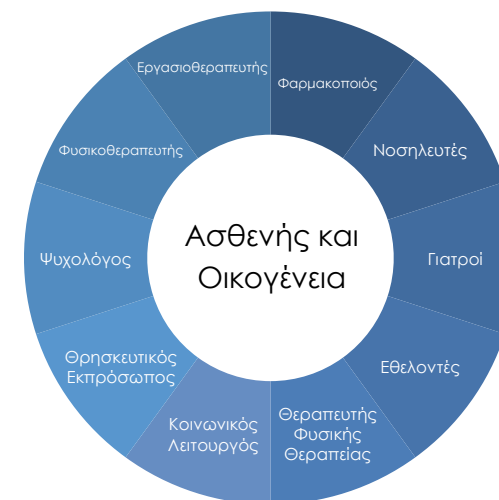 Εργασιοθεραπευτής
Φαρμακοποιός
Φυσικοθεραπευτής
Νοσηλευτές
Ασθενής και
Οικογένεια
Ψυχολόγος
Γιατροί
Θρησκευτικός
Εκπρόσωπος
Εθελοντές
Κοινωνικός
Λειτουργός
Θεραπευτής
Φυσικής
Θεραπείας